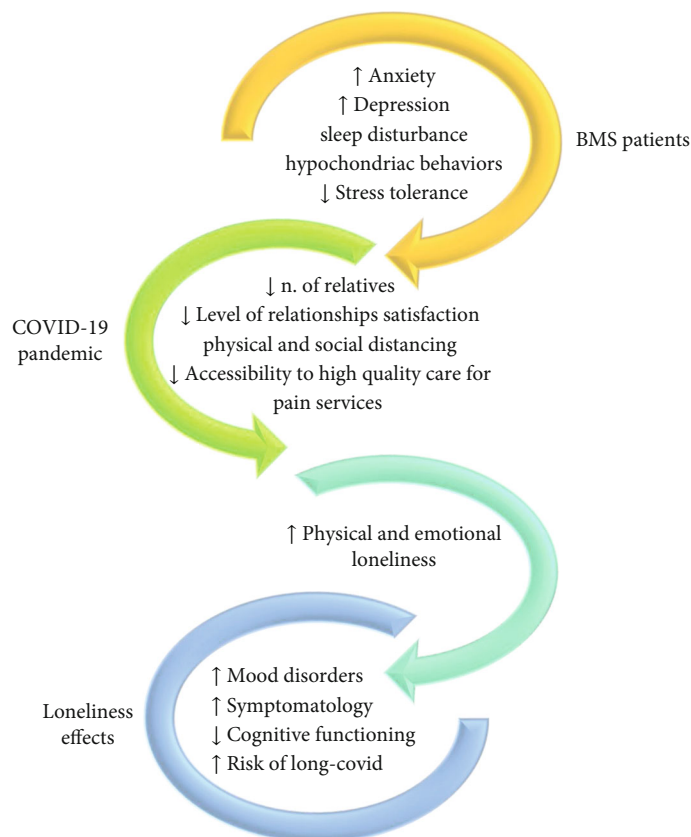 ↑ Anxiety
↑ Depression
sleep disturbance
hypochondriac behaviors
↓ Stress tolerance
BMS patients
↓ n. of relatives
↓ Level of relationships satisfaction
physical and social distancing
↓ Accessibility to high quality care for
pain services
COVID-19
pandemic
↑ Physical and emotional
loneliness
Loneliness
effects
↑ Mood disorders
↑ Symptomatology
↓ Cognitive functioning
↑ Risk of long-covid